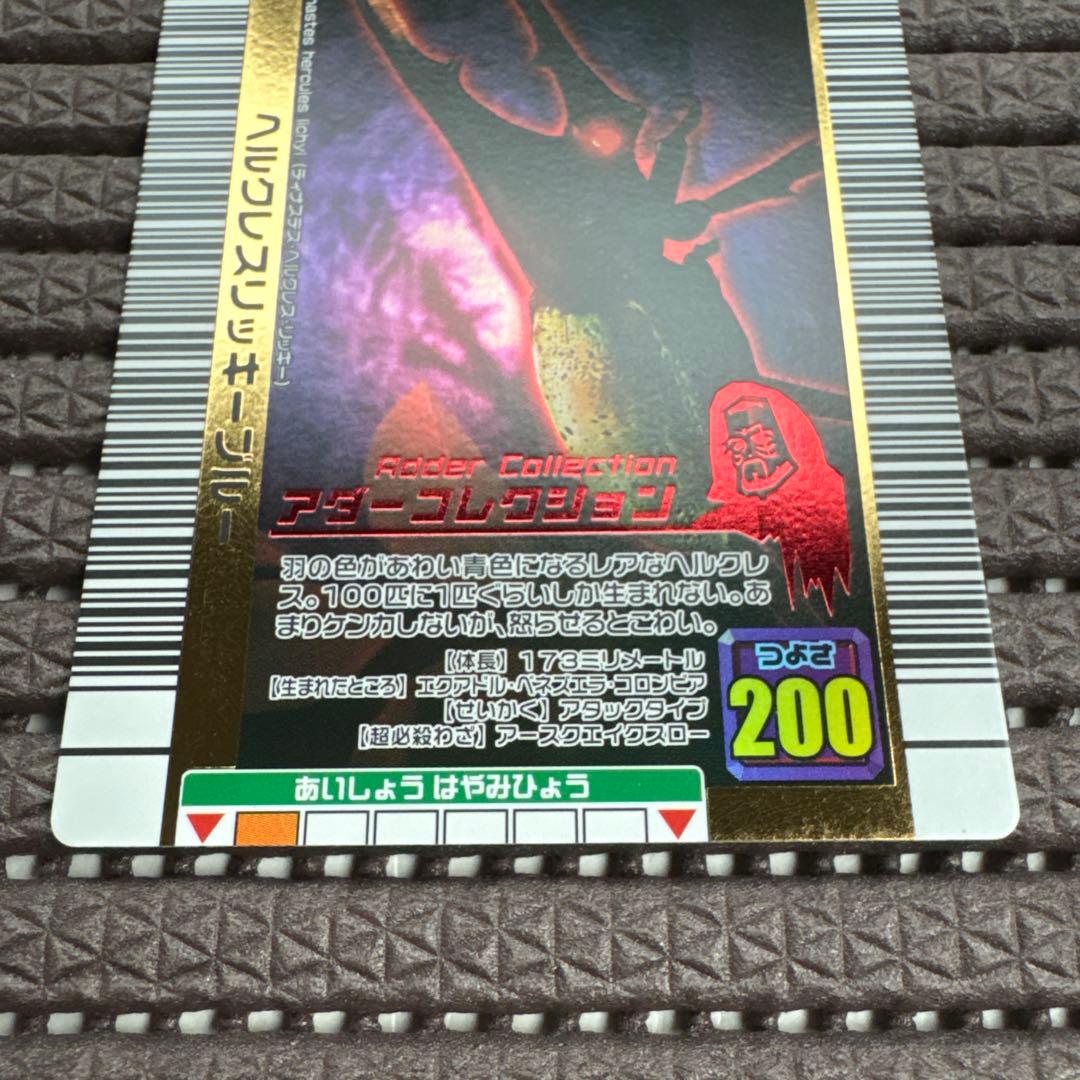 ヘルクレスリッキーブルー
nastes hercules lichyi (ディナステス・ヘルクレス・リッキー)
Adder Collection
アダーコレクション
羽の色があわい青色になるレアなヘルクレ
ス。100匹に1匹ぐらいしか生まれない。あ
まりケンカしないが、怒らせるとこわい。
【体長】173ミリメートル
【生まれたところ】エクアドル・ベネズエラ・コロンビア
【せいかく】アタックタイプ
【超必殺わざ】アースクエイクスロー
つよさ
200
あいしょう はやみひょう